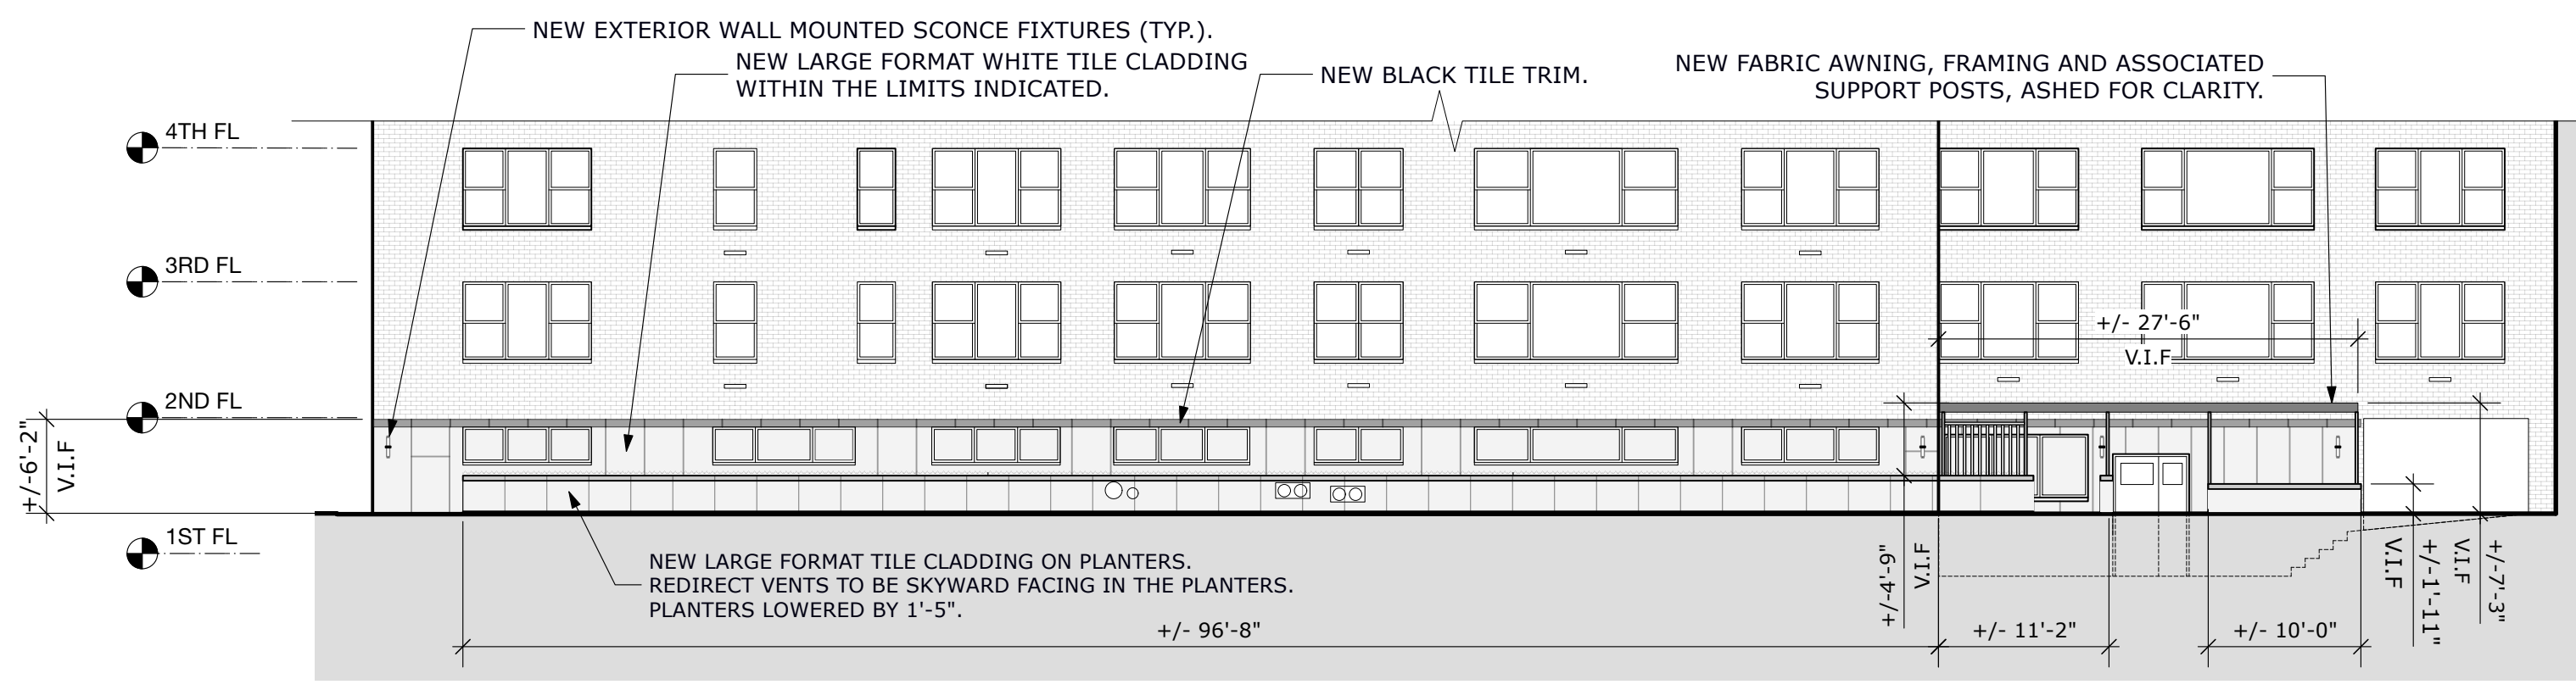 NEW EXTERIOR WALL MOUNTED SCONCE FIXTURES (TYP.).
NEW LARGE FORMAT WHITE TILE CLADDING
WITHIN THE LIMITS INDICATED.
NEW BLACK TILE TRIM.
NEW FABRIC AWNING, FRAMING AND ASSOCIATED
SUPPORT POSTS, ASHED FOR CLARITY.
4TH FL
3RD FL
2ND FL
1ST FL
+/-6'-2"
V.I.F
+/- 27'-6"
V.I.F
NEW LARGE FORMAT TILE CLADDING ON PLANTERS.
REDIRECT VENTS TO BE SKYWARD FACING IN THE PLANTERS.
PLANTERS LOWERED BY 1'-5".
+/- 96'-8"
+/-4'-9"
V.I.F
+/- 11'-2"
+/- 10'-0"
V.I.F
+/-1'-11"
V.I.F
+/-7'-3"